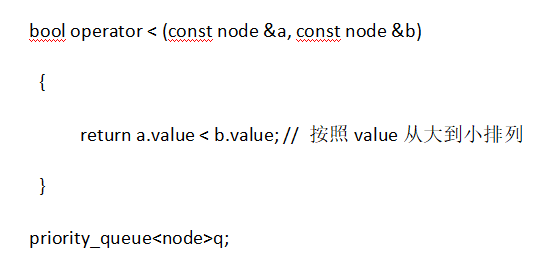 bool operator < (const node &a, const node &b)
{
return a.value < b.value; // 按照 value 从大到小排列
}
priority_queue<node>q;